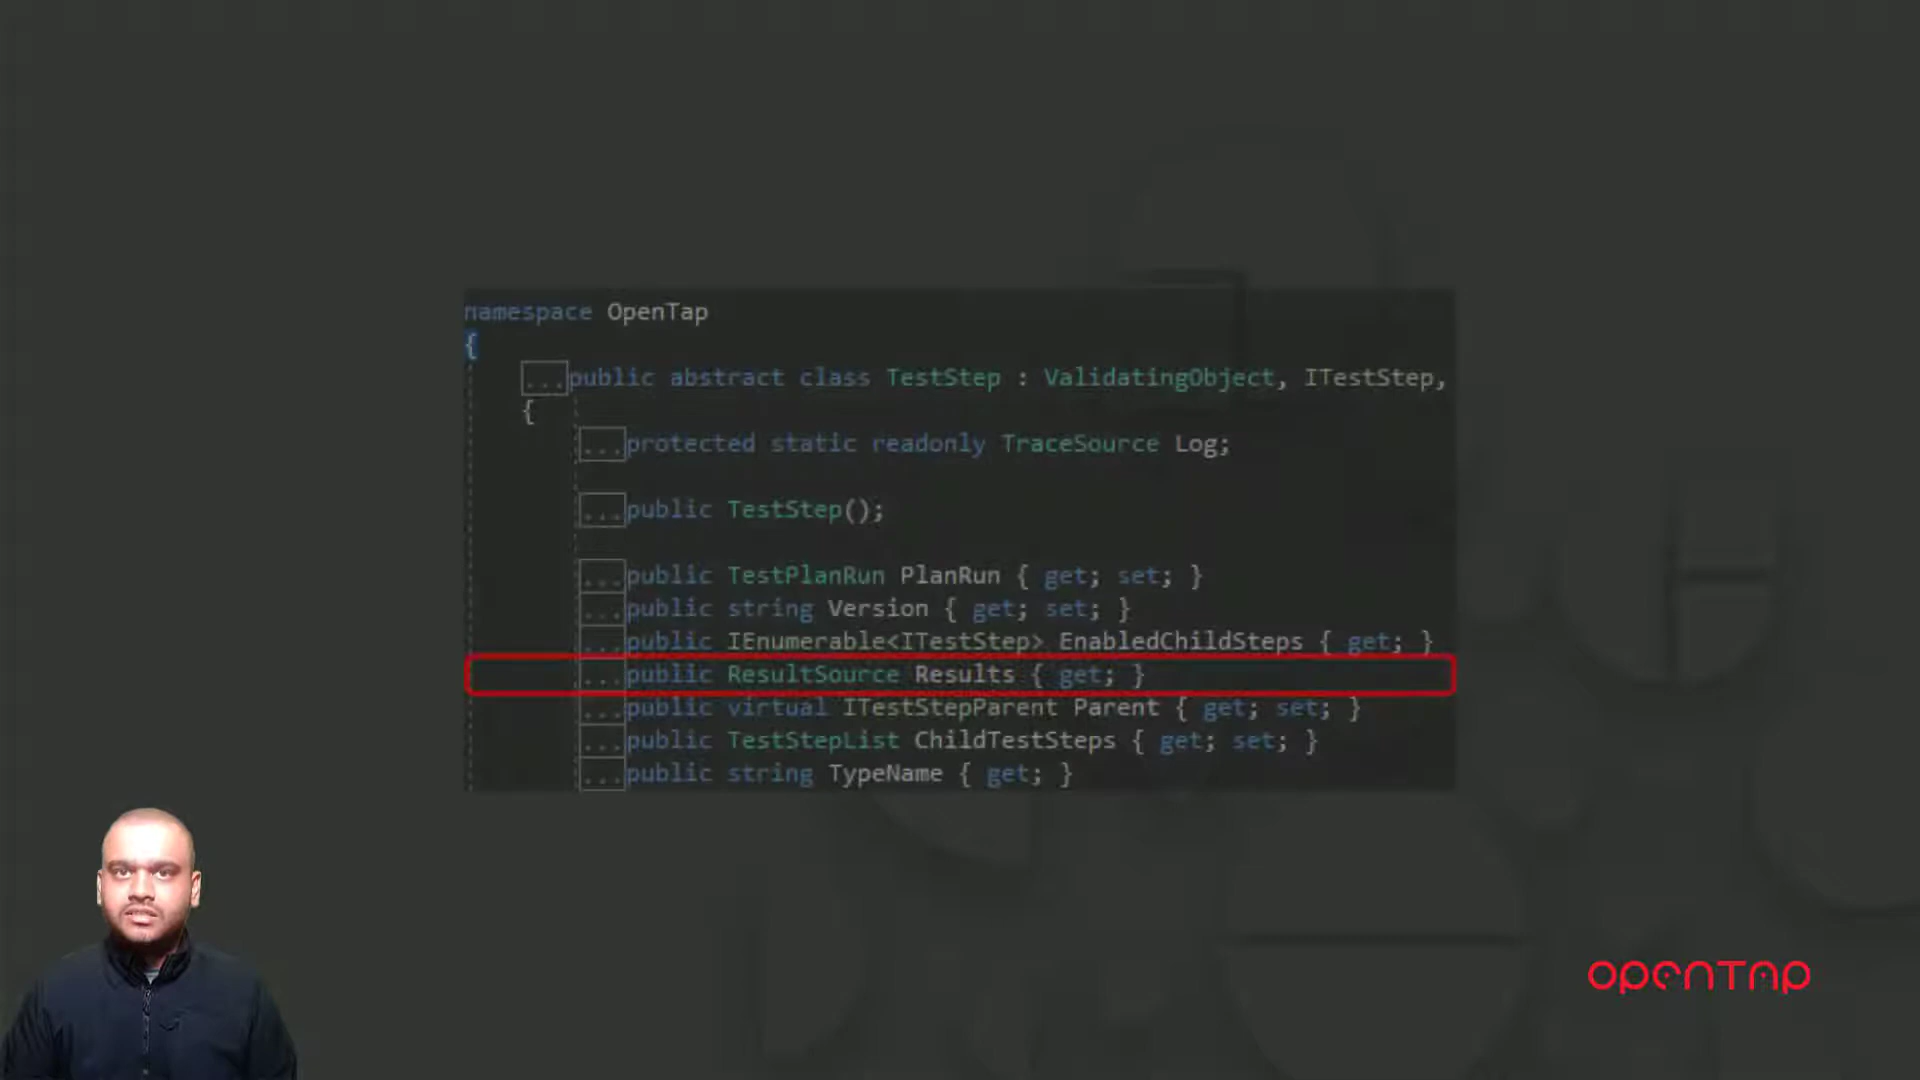 namespace OpenTap
{
...public abstract class TestStep : ValidatingObject, ITestStep,
{
...protected static readonly TraceSource Log;
...public TestStep();
...public TestPlanRun PlanRun { get; set; }
...public string Version { get; set; }
...public IEnumerable<ITestStep> EnabledChildSteps { get; }
...public ResultSource Results { get; }
...public virtual ITestStepParent Parent { get; set; }
...public TestStepList ChildTestSteps { get; set; }
...public string TypeName { get; }
OPENTAP